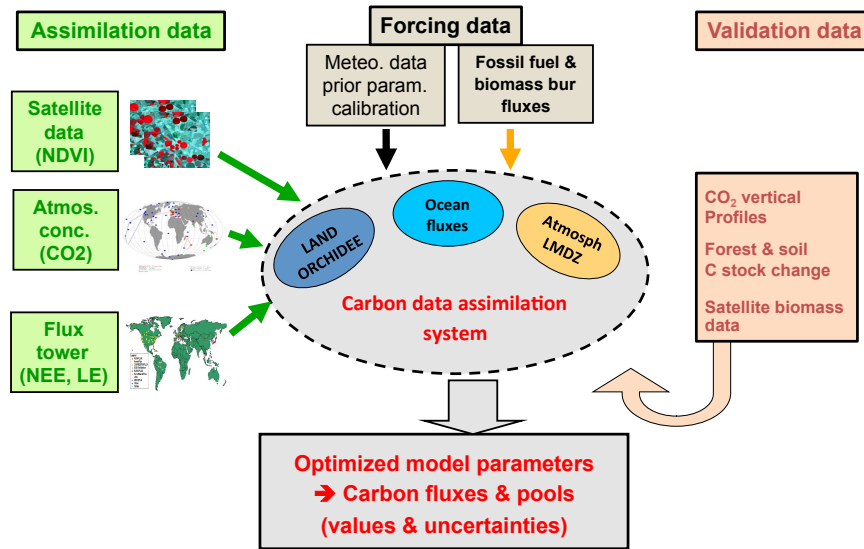 Assimilation data
Forcing data
Validation data
Meteo. data
prior param.
calibration
Fossil fuel &
biomass bur
fluxes
Satellite
data
(NDVI)
Atmos.
conc.
(CO2)
Flux
tower
(NEE, LE)
LAND
ORCHIDEE
Ocean
fluxes
Atmosph
LMDZ
Carbon data assimilation
system
CO₂ vertical
Profiles
Forest & soil
C stock change
Satellite biomass
data
Optimized model parameters
➔ Carbon fluxes & pools
(values & uncertainties)